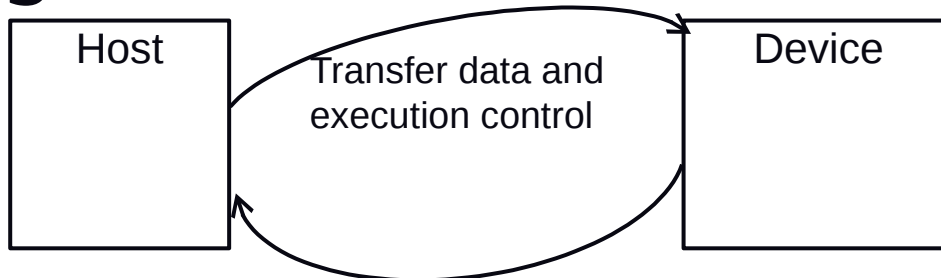 Host
Transfer data and
execution control
Device